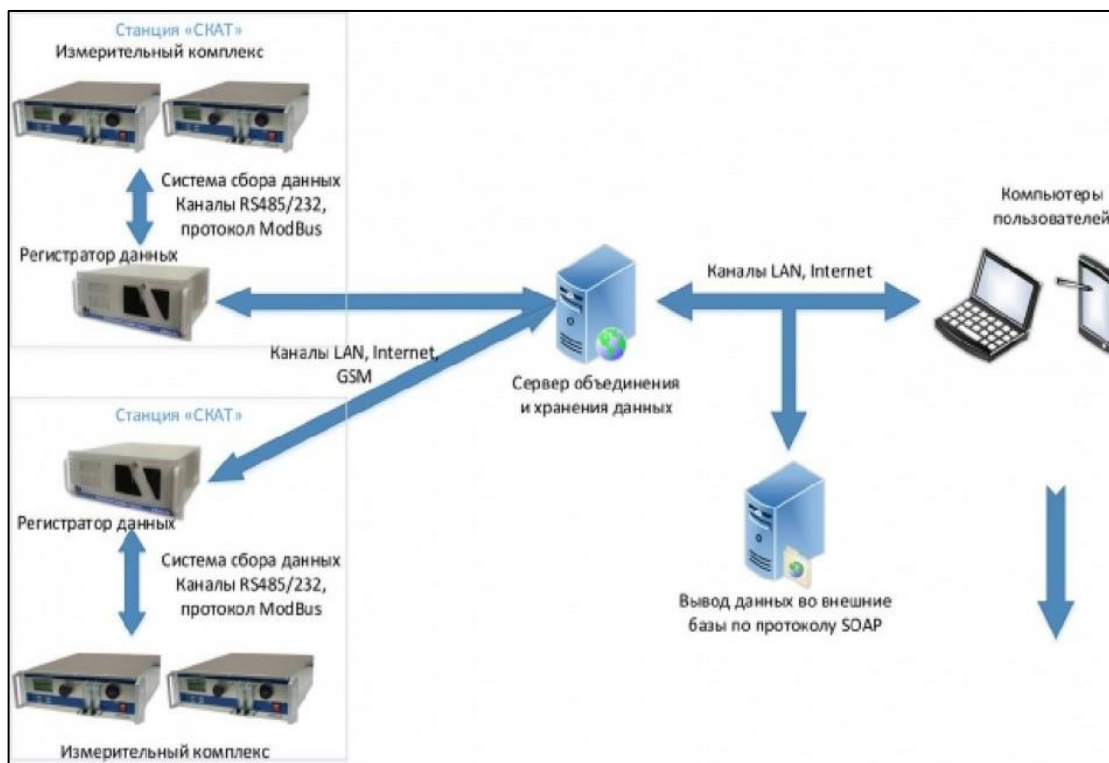 Станция «СКАТ»
Измерительный комплекс
Система сбора данных
Каналы RS485/232,
протокол ModBus
Регистратор данных
Каналы LAN, Internet,
GSM
Станция «СКАТ»
Регистратор данных
Система сбора данных
Каналы RS485/232,
протокол ModBus
Измерительный комплекс
Сервер объединения
и хранения данных
Каналы LAN, Internet
Компьютеры
пользователей
Вывод данных во внешние
базы по протоколу SOAP